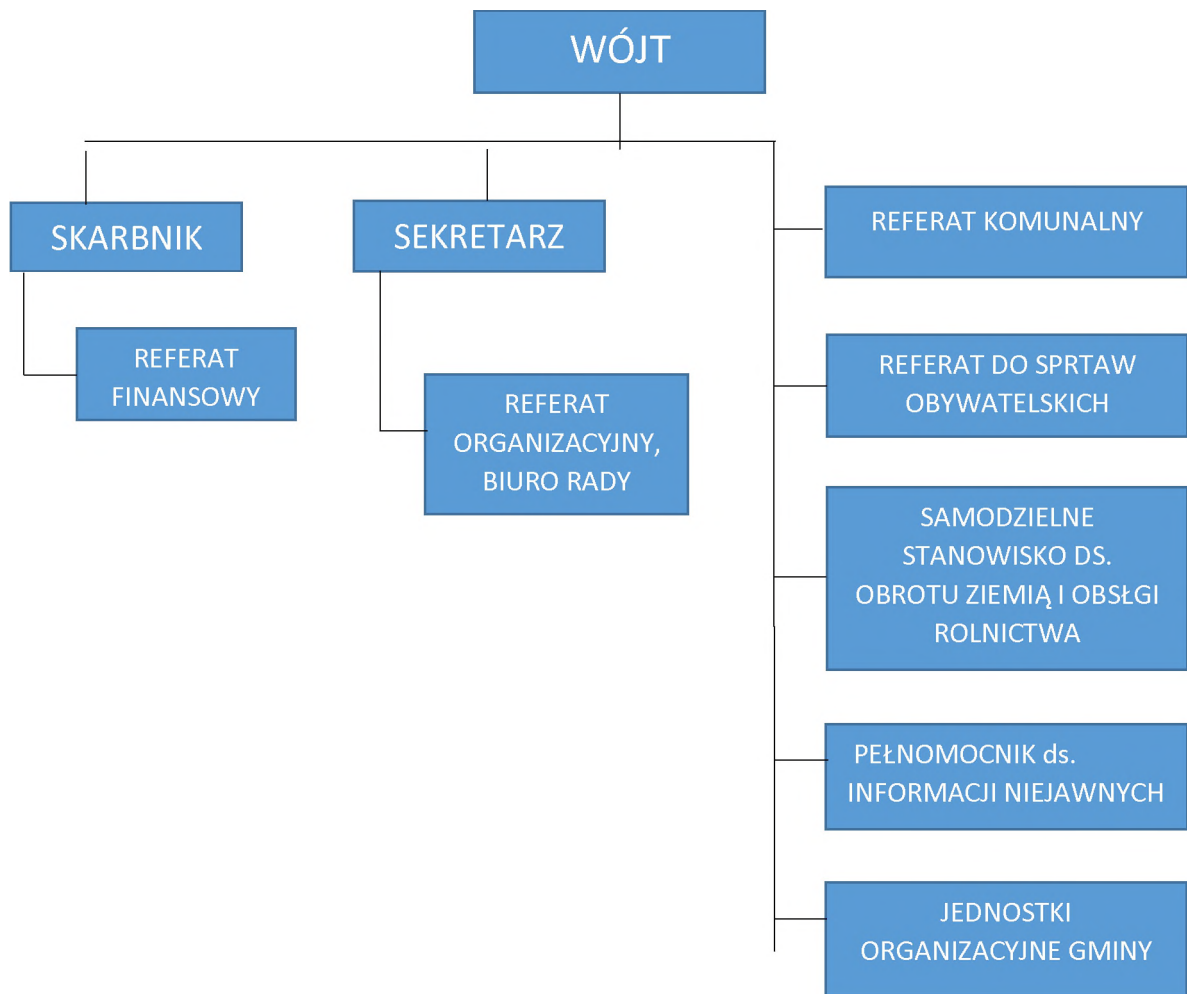 WÓJT
SKARBNIK
REFERAT
FINANSOWY
SEKRETARZ
REFERAT
ORGANIZACYJNY,
BIURO RADY
REFERAT KOMUNALNY
REFERAT DO SPRTAW
OBYWATELSKICH
SAMODZIELNE
STANOWISKO DS.
OBROTU ZIEMIĄ I OBSŁGI
ROLNICTWA
PEŁNOMOCNIK ds.
INFORMACJI NIEJAWNYCH
JEDNOSTKI
ORGANIZACYJNE GMINY